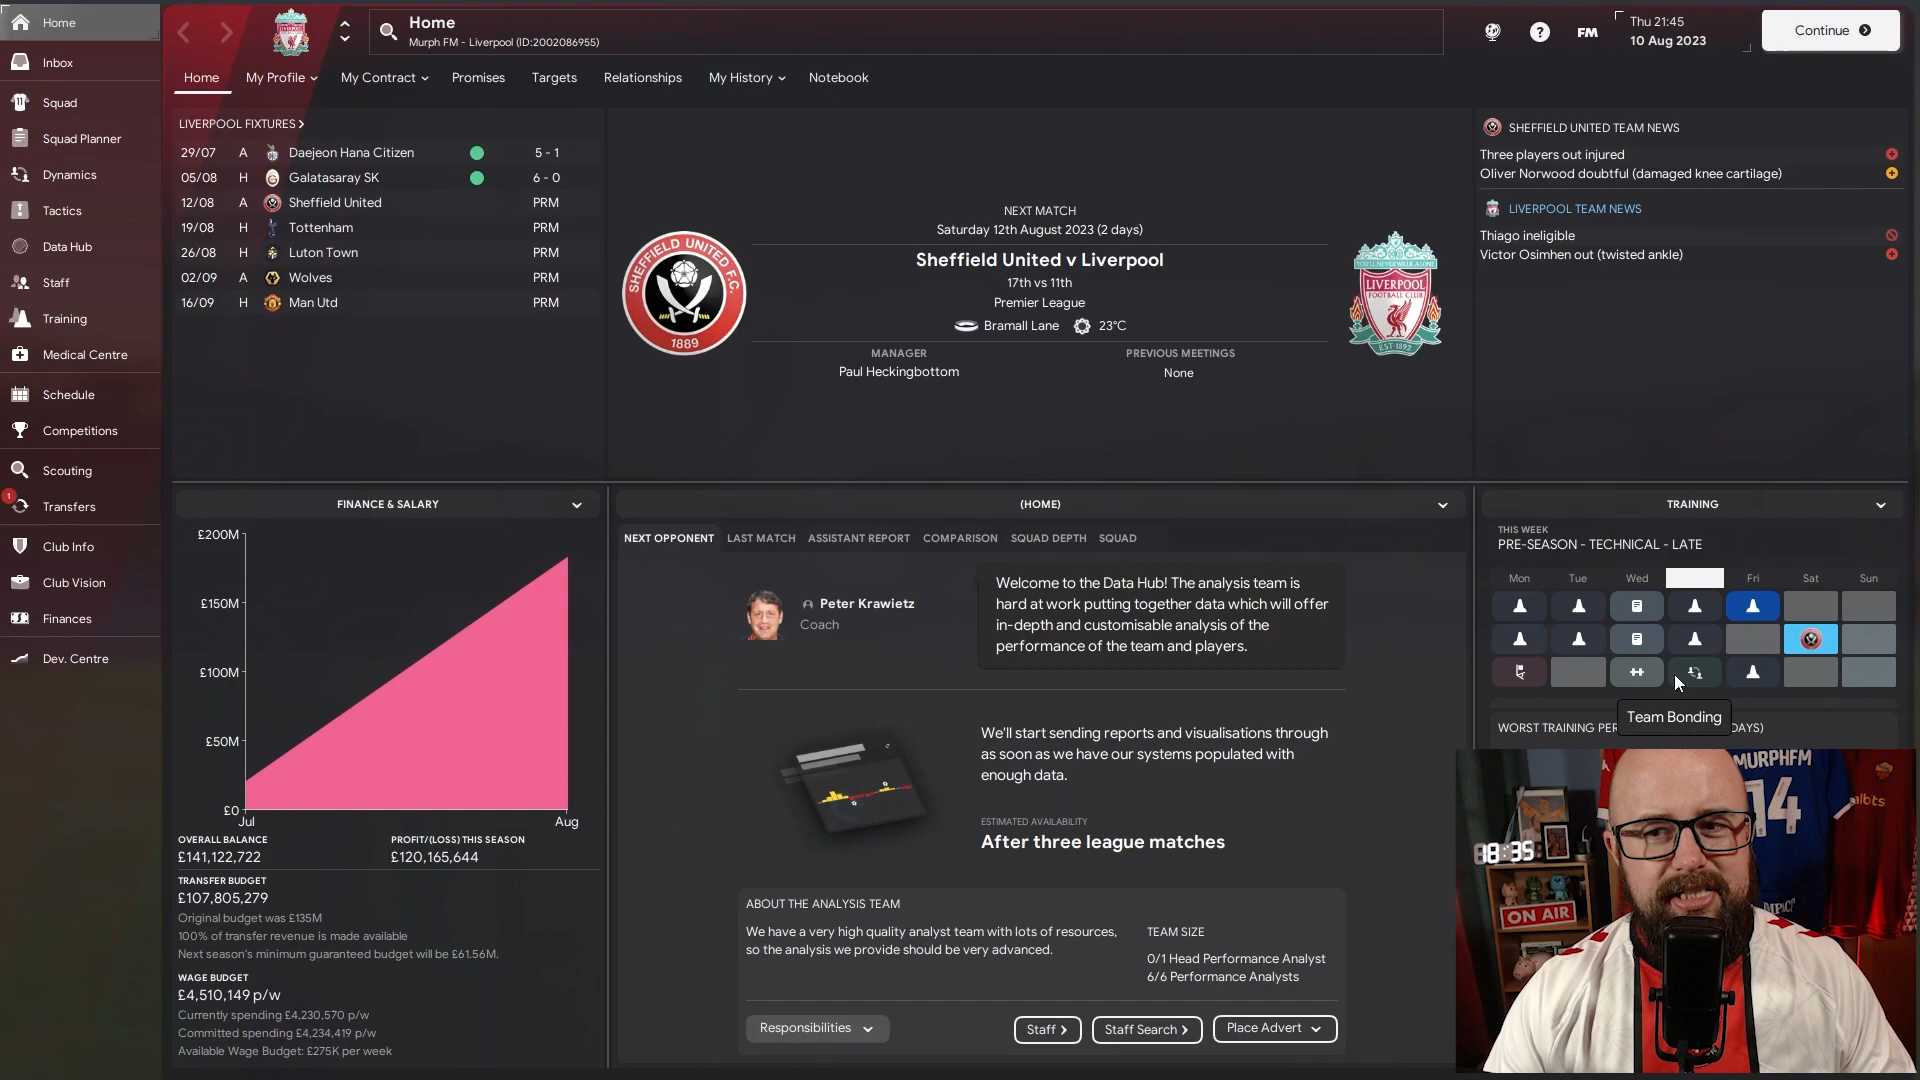 Home
Inbox
Squad
Squad Planner
Dynamics
Tactics
Data Hub
Staff
Training
Medical Centre
Schedule
Competitions
Scouting
1
Transfers
Club Info
Club Vision
Finances
Dev. Centre
Home
Murph FM - Liverpool (ID:2002086955)
?
FM
Thu 21:45
10 Aug 2023
Continue
Home
My Profile
My Contract
Promises
Targets
Relationships
My History
Notebook
LIVERPOOL FIXTURES
29/07 A Daejeon Hana Citizen 5 - 1
05/08 H Galatasaray SK 6 - 0
12/08 A Sheffield United PRM
19/08 H Tottenham PRM
26/08 H Luton Town PRM
02/09 A Wolves PRM
16/09 H Man Utd PRM
SHEFFIELD UNITED F.C.
1889
NEXT MATCH
Saturday 12th August 2023 (2 days)
Sheffield United v Liverpool
17th vs 11th
Premier League
Bramall Lane 23°C
MANAGER
Paul Heckingbottom
PREVIOUS MEETINGS
None
YOU'LL NEVER WALK ALONE
LIVERPOOL
FOOTBALL CLUB
EST·1892
SHEFFIELD UNITED TEAM NEWS
Three players out injured
Oliver Norwood doubtful (damaged knee cartilage)
LIVERPOOL TEAM NEWS
Thiago ineligible
Victor Osimhen out (twisted ankle)
FINANCE & SALARY
£200M
£150M
£100M
£50M
£0
Jul Aug
OVERALL BALANCE
£141,122,722
PROFIT/(LOSS) THIS SEASON
£120,165,644
TRANSFER BUDGET
£107,805,279
Original budget was £135M
100% of transfer revenue is made available
Next season's minimum guaranteed budget will be £61.56M.
WAGE BUDGET
£4,510,149 p/w
Currently spending £4,230,570 p/w
Committed spending £4,234,419 p/w
Available Wage Budget: £275K per week
(HOME)
NEXT OPPONENT
LAST MATCH
ASSISTANT REPORT
COMPARISON
SQUAD DEPTH
SQUAD
Peter Krawietz
Coach
Welcome to the Data Hub! The analysis team is
hard at work putting together data which will offer
in-depth and customisable analysis of the
performance of the team and players.
We'll start sending reports and visualisations through
as soon as we have our systems populated with
enough data.
ESTIMATED AVAILABILITY
After three league matches
ABOUT THE ANALYSIS TEAM
We have a very high quality analyst team with lots of resources,
so the analysis we provide should be very advanced.
TEAM SIZE
0/1 Head Performance Analyst
6/6 Performance Analysts
Responsibilities
Staff
Staff Search
Place Advert
TRAINING
THIS WEEK
PRE-SEASON - TECHNICAL - LATE
Mon Tue Wed Fri Sat Sun
Team Bonding
WORST TRAINING PER DAYS)
MURPHFM
14
18:35
ON AIR